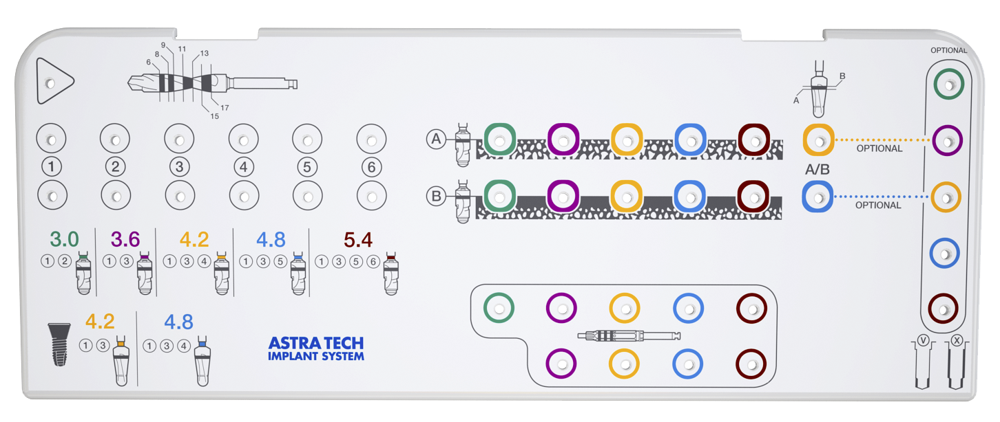 OPTIONAL
9 11 13
8
6
17
15
B
A
1 2 3 4 5 6
A
OPTIONAL
A/B
B
OPTIONAL
3.0 3.6 4.2 4.8 5.4
1 2 1 3 1 3 4 1 3 5 1 3 5 6
4.2 4.8
1 3 1 3 4
ASTRA TECH
IMPLANT SYSTEM
V X